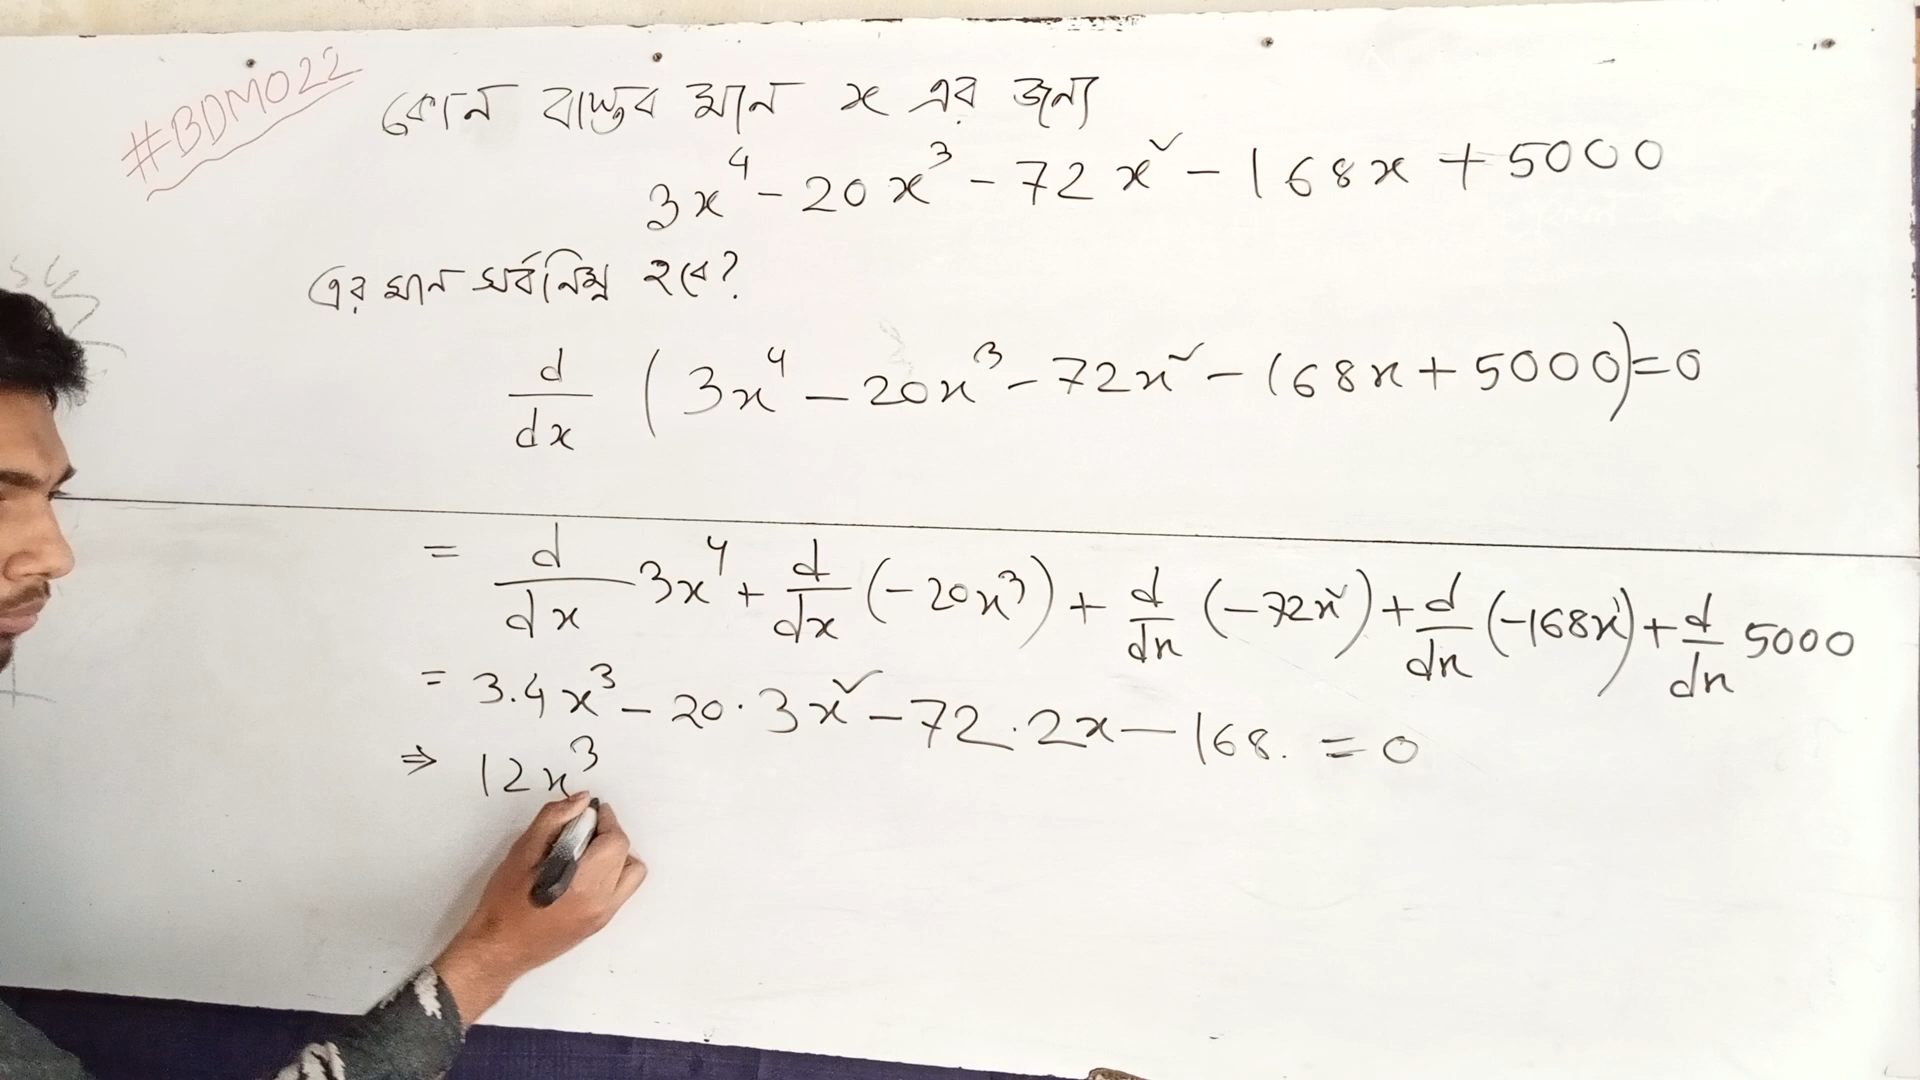 #BDMO22
কোন বাস্তব মান x এর জন্য
3x⁴ - 20x³ - 72x² - 168x + 5000
এর মান সর্বনিম্ন হবে?
d/dx (3x⁴ - 20x³ - 72x² - 168x + 5000) = 0
= d/dx 3x⁴ + d/dx (-20x³) + d/dx (-72x²) + d/dx (-168x) + d/dx 5000
= 3.4x³ - 20.3x² - 72.2x - 168. = 0
⇒ 12x³